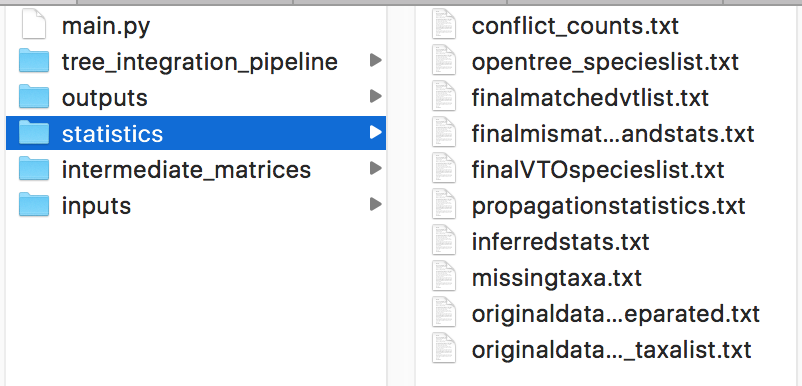 main.py
tree_integration_pipeline
outputs
statistics
intermediate_matrices
inputs
conflict_counts.txt
opentree_specieslist.txt
finalmatchedvtlist.txt
finalmismat...andstats.txt
finalVTOspecieslist.txt
propagationstatistics.txt
inferredstats.txt
missingtaxa.txt
originaldata...eparated.txt
originaldata..._taxalist.txt